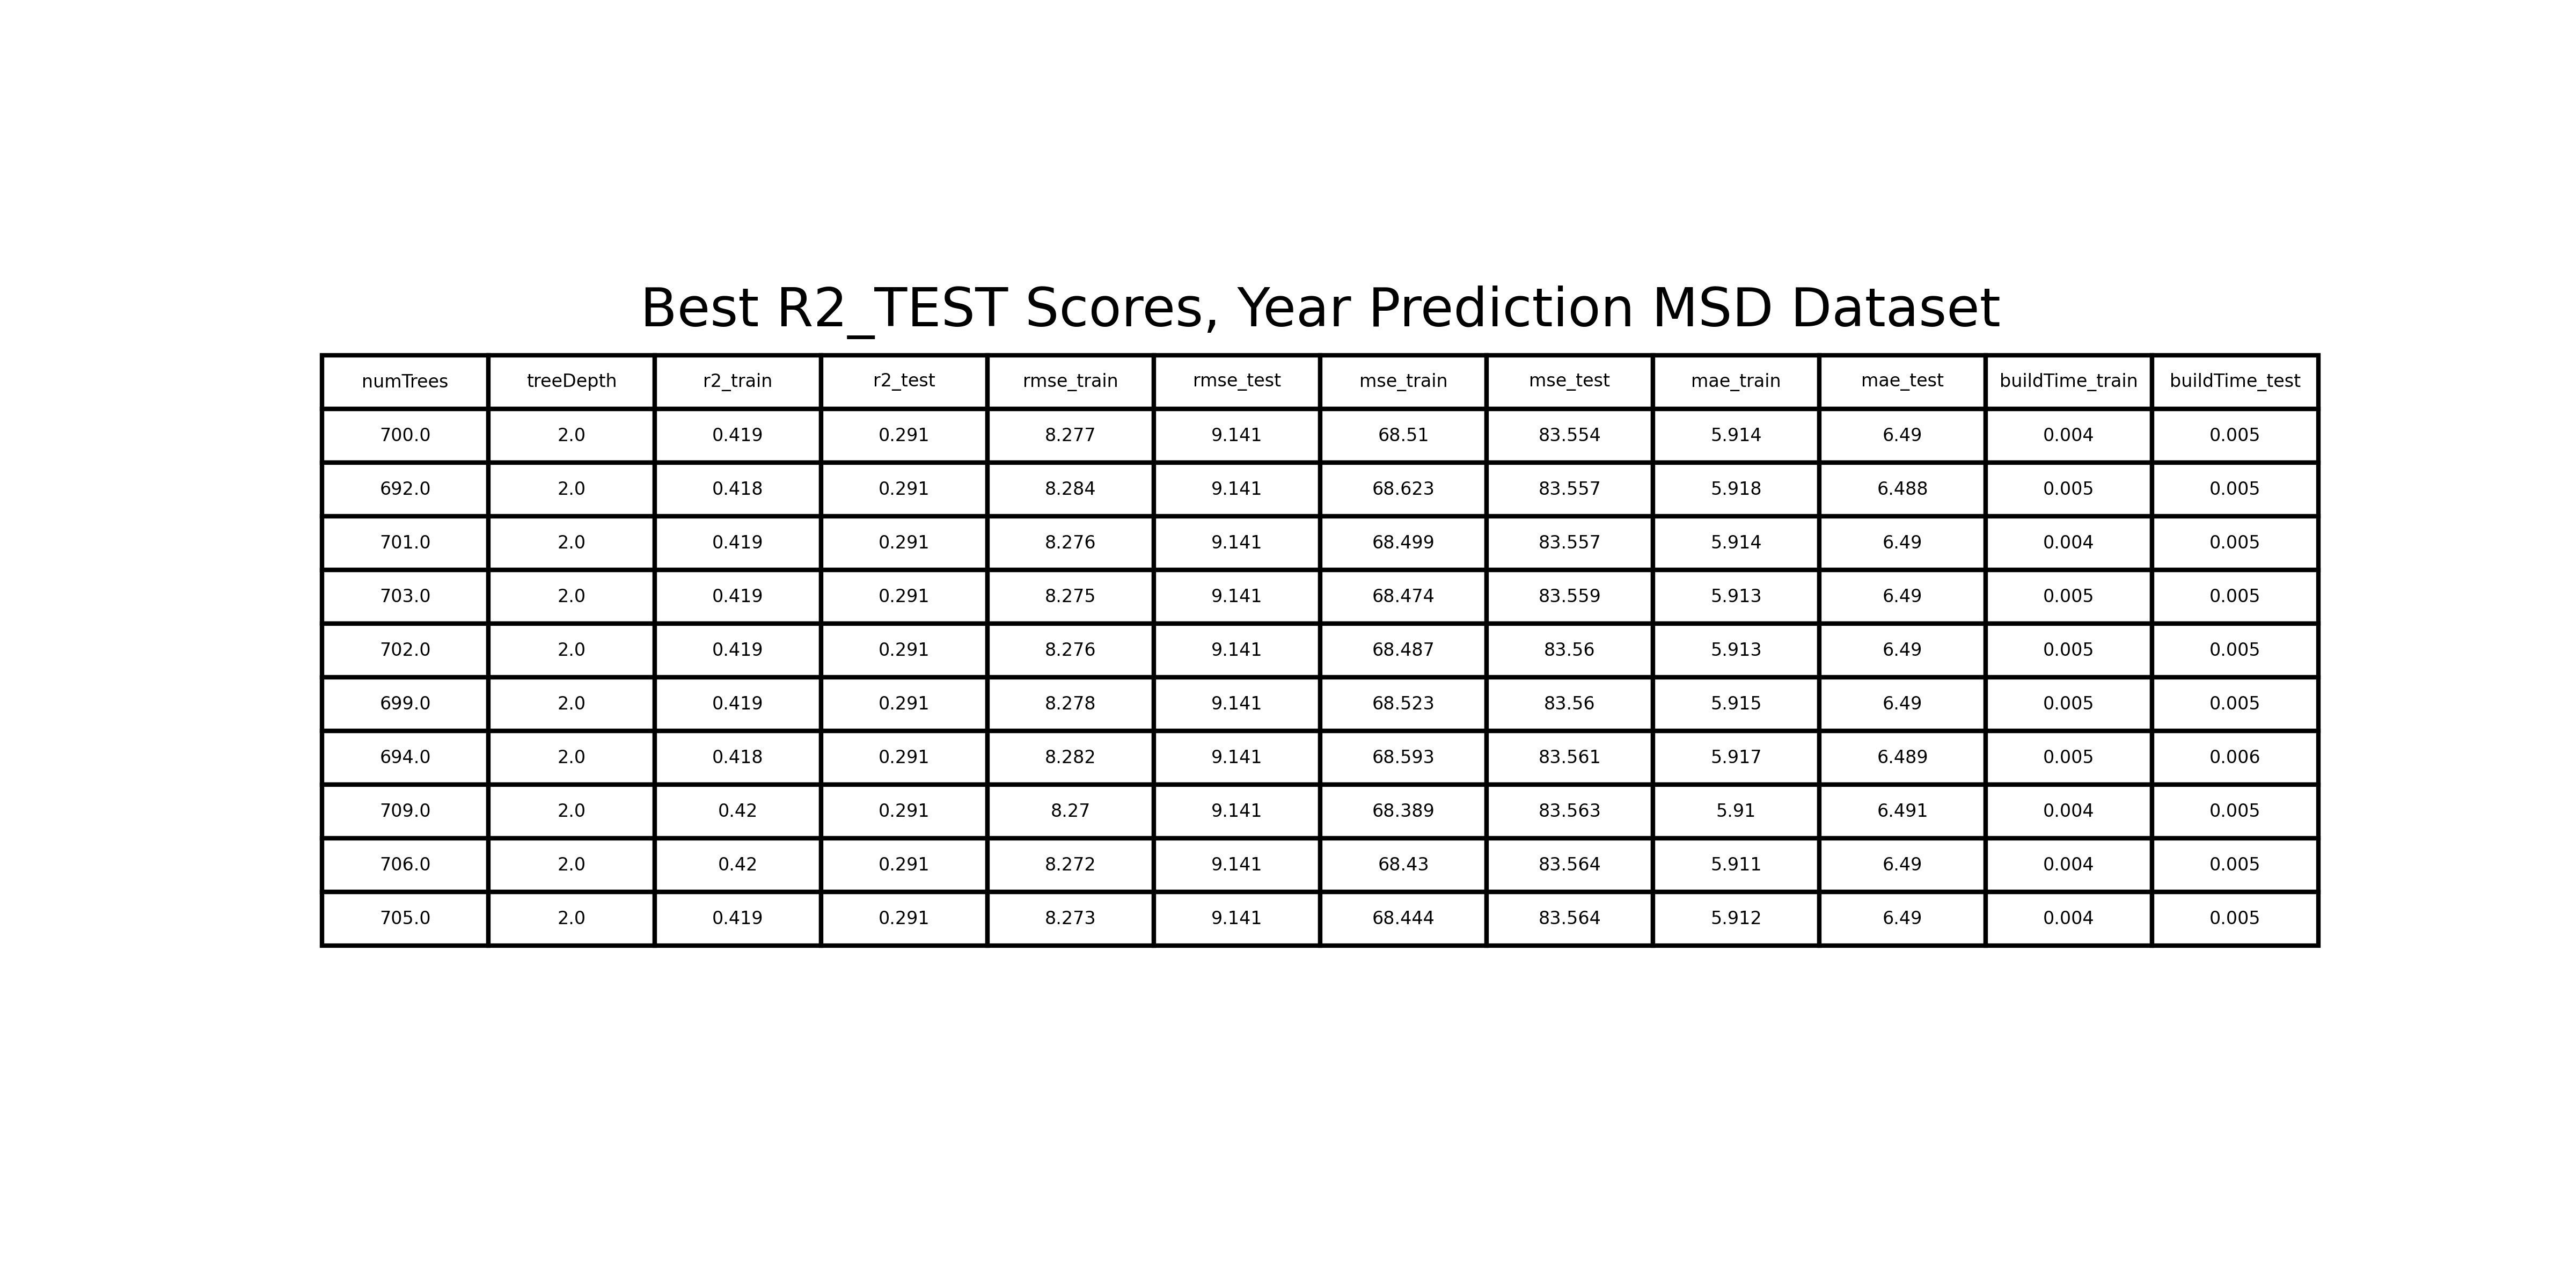 Best R2_TEST Scores, Year Prediction MSD Dataset
numTrees treeDepth r2_train r2_test rmse_train rmse_test mse_train mse_test mae_train mae_test buildTime_train buildTime_test
700.0 2.0 0.419 0.291 8.277 9.141 68.51 83.554 5.914 6.49 0.004 0.005
692.0 2.0 0.418 0.291 8.284 9.141 68.623 83.557 5.918 6.488 0.005 0.005
701.0 2.0 0.419 0.291 8.276 9.141 68.499 83.557 5.914 6.49 0.004 0.005
703.0 2.0 0.419 0.291 8.275 9.141 68.474 83.559 5.913 6.49 0.005 0.005
702.0 2.0 0.419 0.291 8.276 9.141 68.487 83.56 5.913 6.49 0.005 0.005
699.0 2.0 0.419 0.291 8.278 9.141 68.523 83.56 5.915 6.49 0.005 0.005
694.0 2.0 0.418 0.291 8.282 9.141 68.593 83.561 5.917 6.489 0.005 0.006
709.0 2.0 0.42 0.291 8.27 9.141 68.389 83.563 5.91 6.491 0.004 0.005
706.0 2.0 0.42 0.291 8.272 9.141 68.43 83.564 5.911 6.49 0.004 0.005
705.0 2.0 0.419 0.291 8.273 9.141 68.444 83.564 5.912 6.49 0.004 0.005